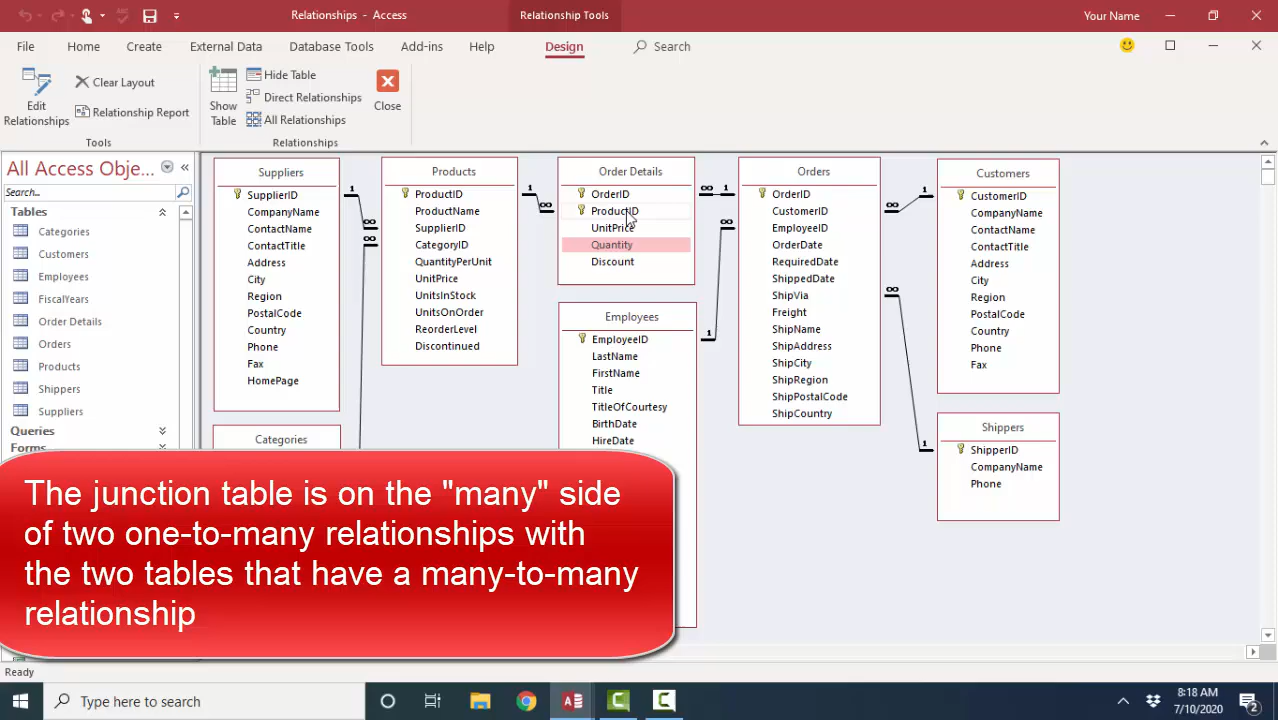 Relationships - Access
Relationship Tools
Your Name
File
Home
Create
External Data
Database Tools
Add-ins
Help
Design
Search
Edit
Relationships
Clear Layout
Relationship Report
Tools
Show
Table
Hide Table
Direct Relationships
All Relationships
Relationships
Close
All Access Obje...
Search...
Tables
Categories
Customers
Employees
FiscalYears
Order Details
Orders
Products
Shippers
Suppliers
Queries
Forms
Suppliers
SupplierID
CompanyName
ContactName
ContactTitle
Address
City
Region
PostalCode
Country
Phone
Fax
HomePage
Categories
Products
ProductID
ProductName
SupplierID
CategoryID
QuantityPerUnit
UnitPrice
UnitsInStock
UnitsOnOrder
ReorderLevel
Discontinued
Order Details
OrderID
ProductID
UnitPrice
Quantity
Discount
Employees
EmployeeID
LastName
FirstName
Title
TitleOfCourtesy
BirthDate
HireDate
Orders
OrderID
CustomerID
EmployeeID
OrderDate
RequiredDate
ShippedDate
ShipVia
Freight
ShipName
ShipAddress
ShipCity
ShipRegion
ShipPostalCode
ShipCountry
Customers
CustomerID
CompanyName
ContactName
ContactTitle
Address
City
Region
PostalCode
Country
Phone
Fax
Shippers
ShipperID
CompanyName
Phone
1
∞
∞
1
∞
∞
1
∞
1
∞
1
∞
1
The junction table is on the "many" side
of two one-to-many relationships with
the two tables that have a many-to-many
relationship
Ready
Type here to search
8:18 AM
7/10/2020
2